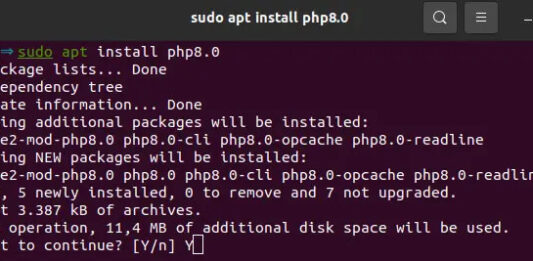 sudo apt install php8.0
⇒ sudo apt install php8.0
ckage lists... Done
ependency tree
ate information... Done
ing additional packages will be installed:
e2-mod-php8.0 php8.0-cli php8.0-opcache php8.0-readline
ing NEW packages will be installed:
e2-mod-php8.0 php8.0 php8.0-cli php8.0-opcache php8.0-readlin
, 5 newly installed, 0 to remove and 7 not upgraded.
t 3.387 kB of archives.
operation, 11,4 MB of additional disk space will be used.
t to continue? [Y/n] Y